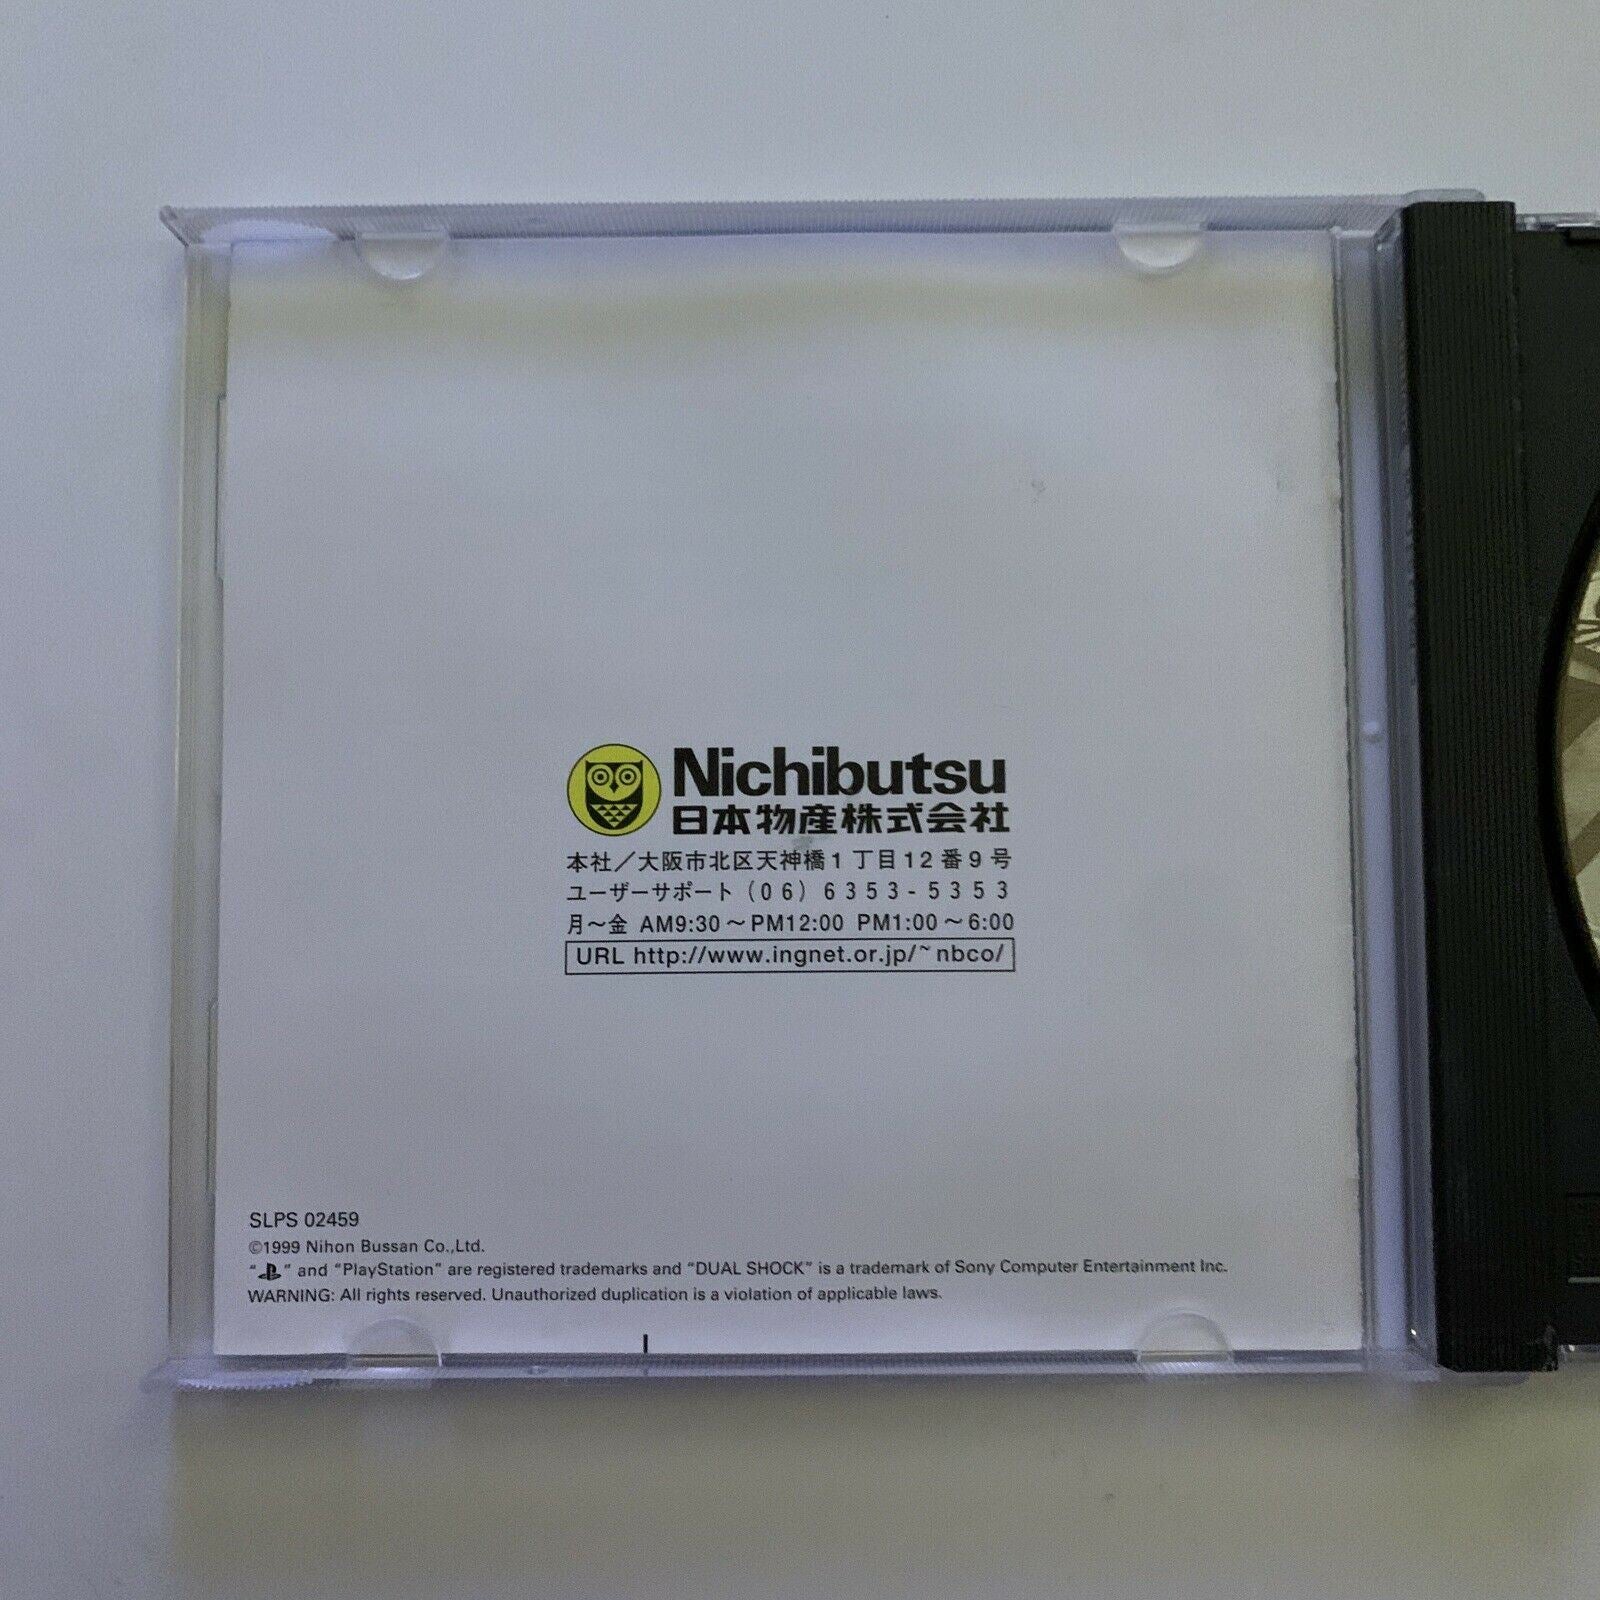 Nichibutsu
日本物産株式会社
本社／大阪市北区天神橋1丁目12番9号
ユーザーサポート (06) 6353-5353
月～金 AM9:30～PM12:00 PM1:00～6:00
URL http://www.ingnet.or.jp/~nbco/
SLPS 02459
©1999 Nihon Bussan Co.,Ltd.
“ ” and “PlayStation” are registered trademarks and “DUAL SHOCK” is a trademark of Sony Computer Entertainment Inc.
WARNING: All rights reserved. Unauthorized duplication is a violation of applicable laws.